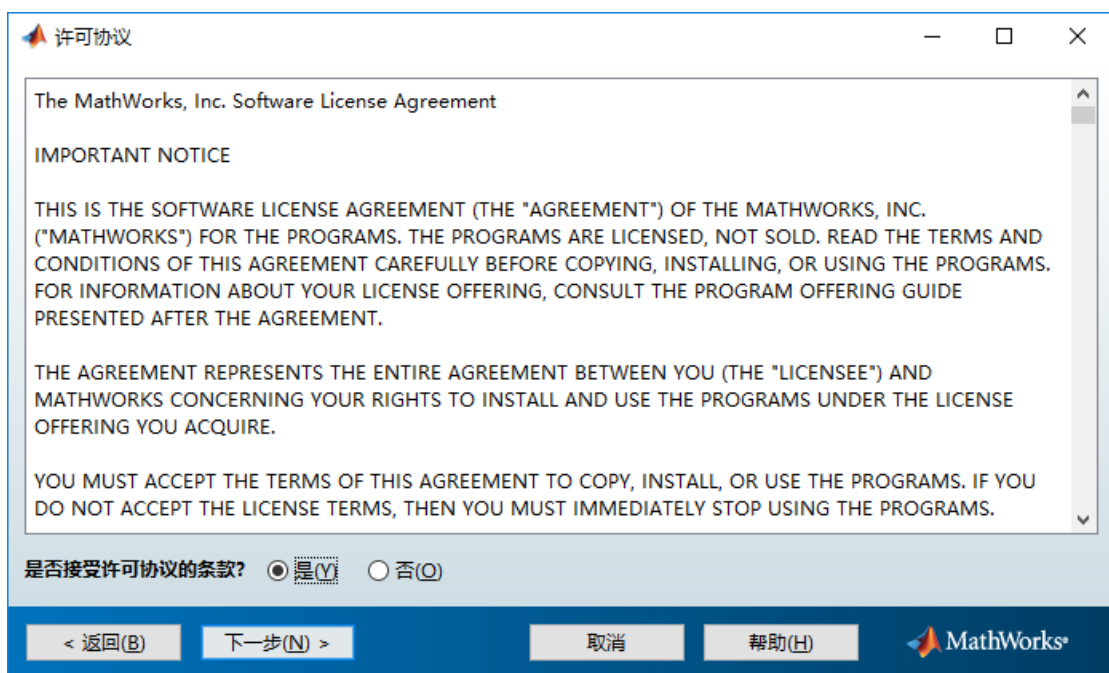 许可协议
The MathWorks, Inc. Software License Agreement
IMPORTANT NOTICE
THIS IS THE SOFTWARE LICENSE AGREEMENT (THE "AGREEMENT") OF THE MATHWORKS, INC.
("MATHWORKS") FOR THE PROGRAMS. THE PROGRAMS ARE LICENSED, NOT SOLD. READ THE TERMS AND
CONDITIONS OF THIS AGREEMENT CAREFULLY BEFORE COPYING, INSTALLING, OR USING THE PROGRAMS.
FOR INFORMATION ABOUT YOUR LICENSE OFFERING, CONSULT THE PROGRAM OFFERING GUIDE
PRESENTED AFTER THE AGREEMENT.
THE AGREEMENT REPRESENTS THE ENTIRE AGREEMENT BETWEEN YOU (THE "LICENSEE") AND
MATHWORKS CONCERNING YOUR RIGHTS TO INSTALL AND USE THE PROGRAMS UNDER THE LICENSE
OFFERING YOU ACQUIRE.
YOU MUST ACCEPT THE TERMS OF THIS AGREEMENT TO COPY, INSTALL, OR USE THE PROGRAMS. IF YOU
DO NOT ACCEPT THE LICENSE TERMS, THEN YOU MUST IMMEDIATELY STOP USING THE PROGRAMS.
是否接受许可协议的条款? 是(Y) 否(O)
< 返回(B) 下一步(N) > 取消 帮助(H) MathWorks®